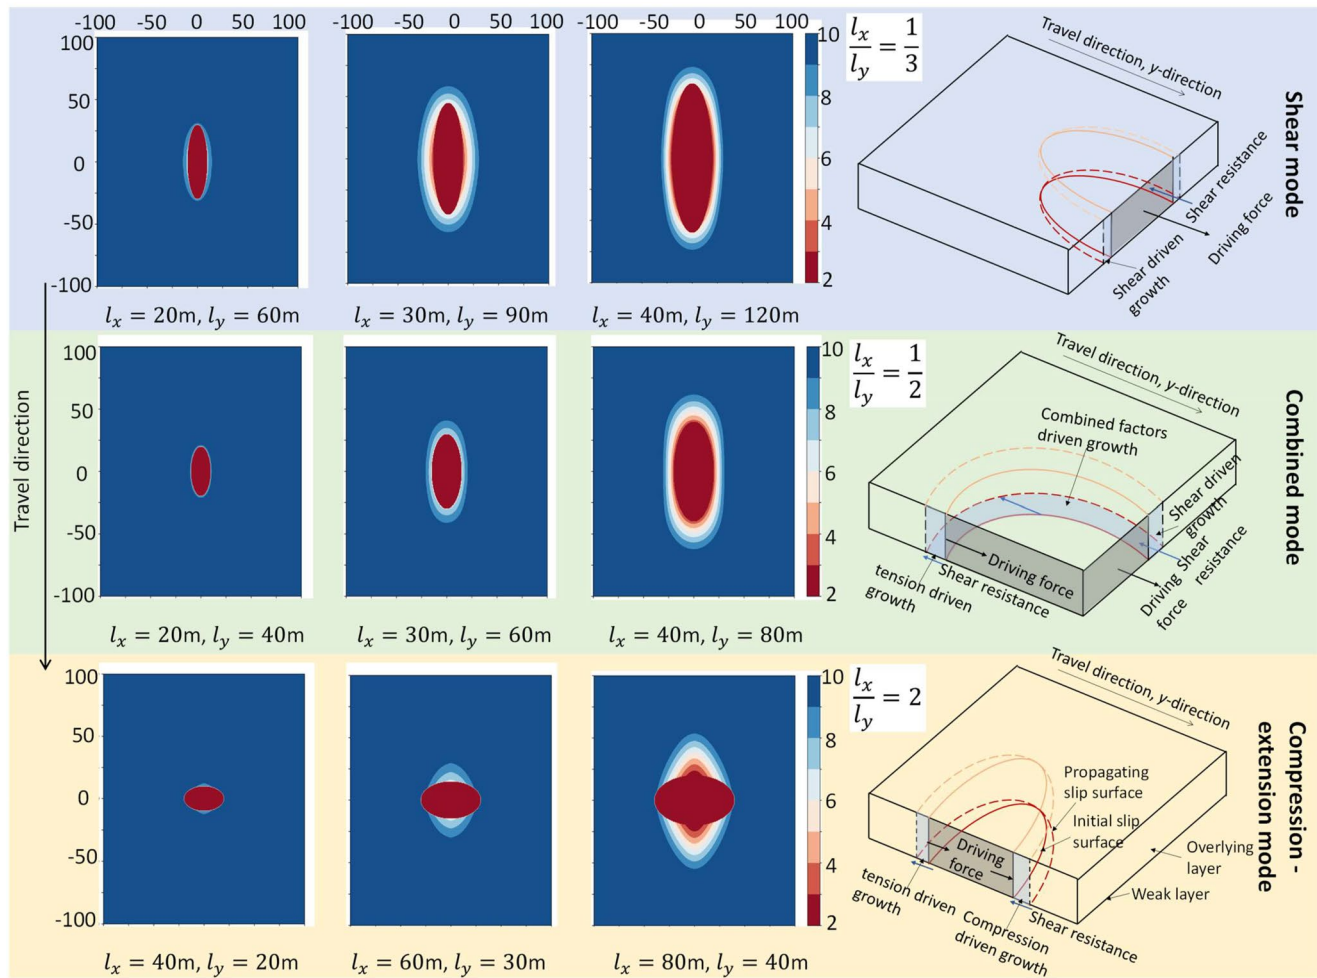 -100 -50 0 50 100
-50 0 50 100
-50 0 50 100
100
50
0
-50
-100
10
8
6
4
2
l_x/l_y = 1/3
l_x = 20m, l_y = 60m
l_x = 30m, l_y = 90m
l_x = 40m, l_y = 120m
Travel direction, y-direction
Shear resistance
Driving force
Shear driven
growth
Shear mode
Travel direction
100
50
0
-50
-100
10
8
6
4
2
l_x/l_y = 1/2
l_x = 20m, l_y = 40m
l_x = 30m, l_y = 60m
l_x = 40m, l_y = 80m
Travel direction, y-direction
Combined factors
driven growth
Shear driven
growth
Shear
resistance
Driving
force
Driving force
Shear resistance
tension driven
growth
Combined mode
100
50
0
-50
-100
10
8
6
4
2
l_x/l_y = 2
l_x = 40m, l_y = 20m
l_x = 60m, l_y = 30m
l_x = 80m, l_y = 40m
Travel direction, y-direction
Propagating
slip surface
Initial slip
surface
Overlying
layer
Weak layer
Driving
force
tension driven
growth
Compression
driven growth
Shear resistance
Compression -
extension mode